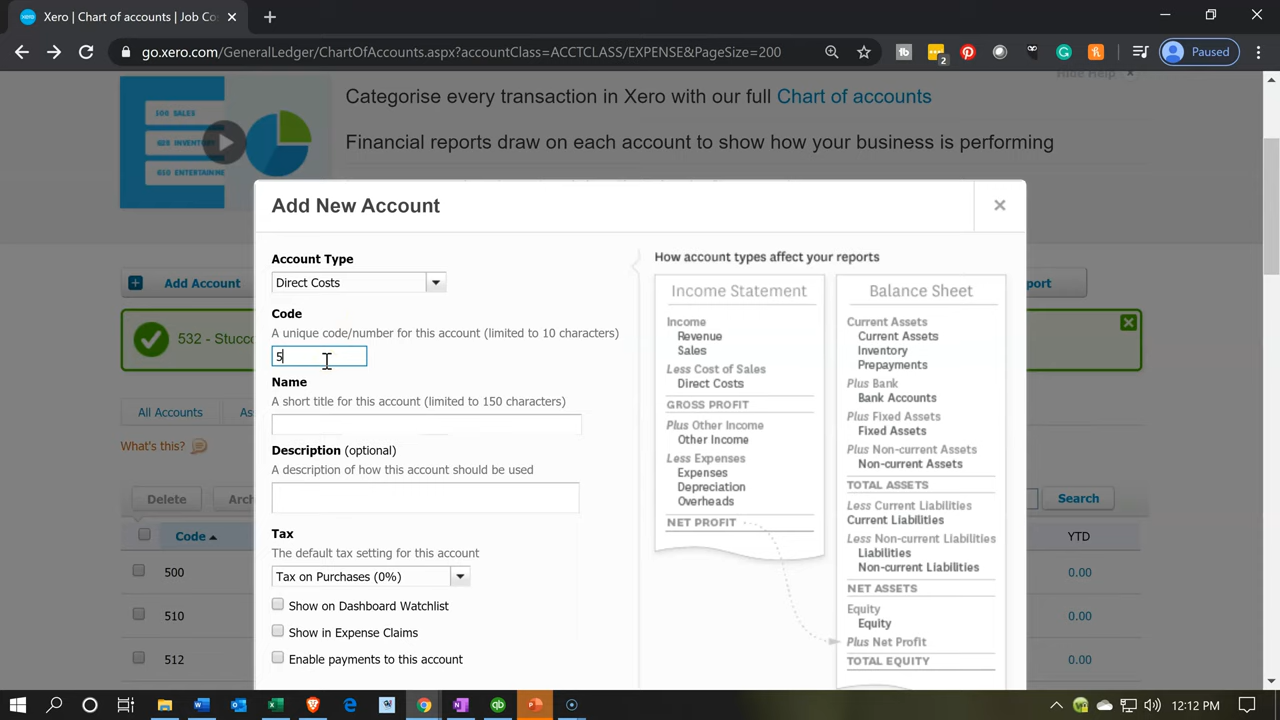 Xero | Chart of accounts | Job Co
Paused
go.xero.com/GeneralLedger/ChartOfAccounts.aspx?accountClass=ACCTCLASS/EXPENSE&PageSize=200
2
Hide Help ×
Categorise every transaction in Xero with our full Chart of accounts
Financial reports draw on each account to show how your business is performing
Add New Account
Add Account
532 - Stucc
Account Type
Direct Costs
Code
A unique code/number for this account (limited to 10 characters)
5
Name
A short title for this account (limited to 150 characters)
Description (optional)
A description of how this account should be used
Tax
The default tax setting for this account
Tax on Purchases (0%)
Show on Dashboard Watchlist
Show in Expense Claims
Enable payments to this account
How account types affect your reports
Income Statement
Income
Revenue
Sales
Less Cost of Sales
Direct Costs
GROSS PROFIT
Plus Other Income
Other Income
Less Expenses
Expenses
Depreciation
Overheads
NET PROFIT
Balance Sheet
Current Assets
Current Assets
Inventory
Prepayments
Plus Bank
Bank Accounts
Plus Fixed Assets
Fixed Assets
Plus Non-current Assets
Non-current Assets
TOTAL ASSETS
Less Current Liabilities
Current Liabilities
Less Non-current Liabilities
Liabilities
Non-current Liabilities
NET ASSETS
Equity
Equity
Plus Net Profit
TOTAL EQUITY
port
All Accounts
As
What's this?
Delete
Arch
Search
Code
YTD
500
0.00
510
0.00
512
0.00
12:12 PM